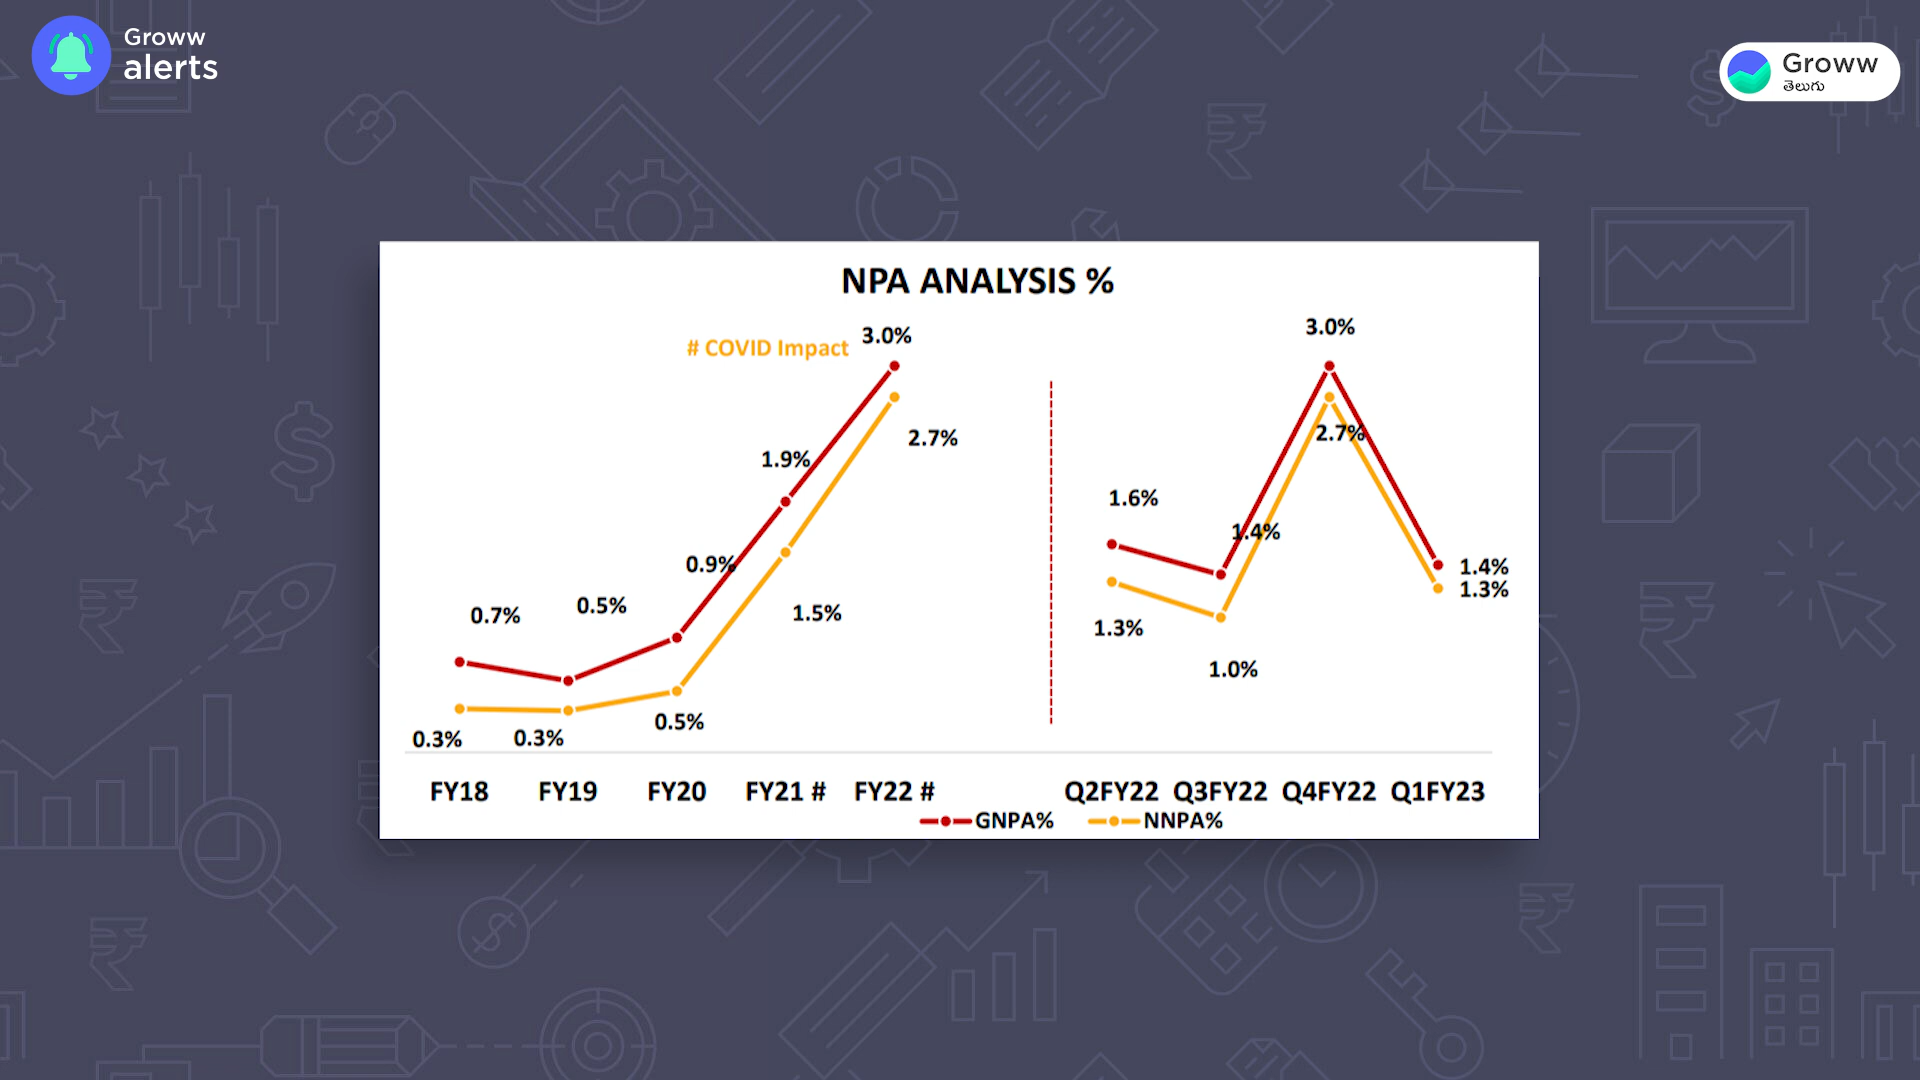 Groww
alerts
Groww
తెలుగు
NPA ANALYSIS %
# COVID Impact
3.0%
2.7%
1.9%
0.9%
0.7%
0.5%
1.5%
0.5%
0.3%
0.3%
3.0%
2.7%
1.6%
1.4%
1.4%
1.3%
1.3%
1.0%
FY18 FY19 FY20 FY21 # FY22 # Q2FY22 Q3FY22 Q4FY22 Q1FY23
GNPA% NNPA%